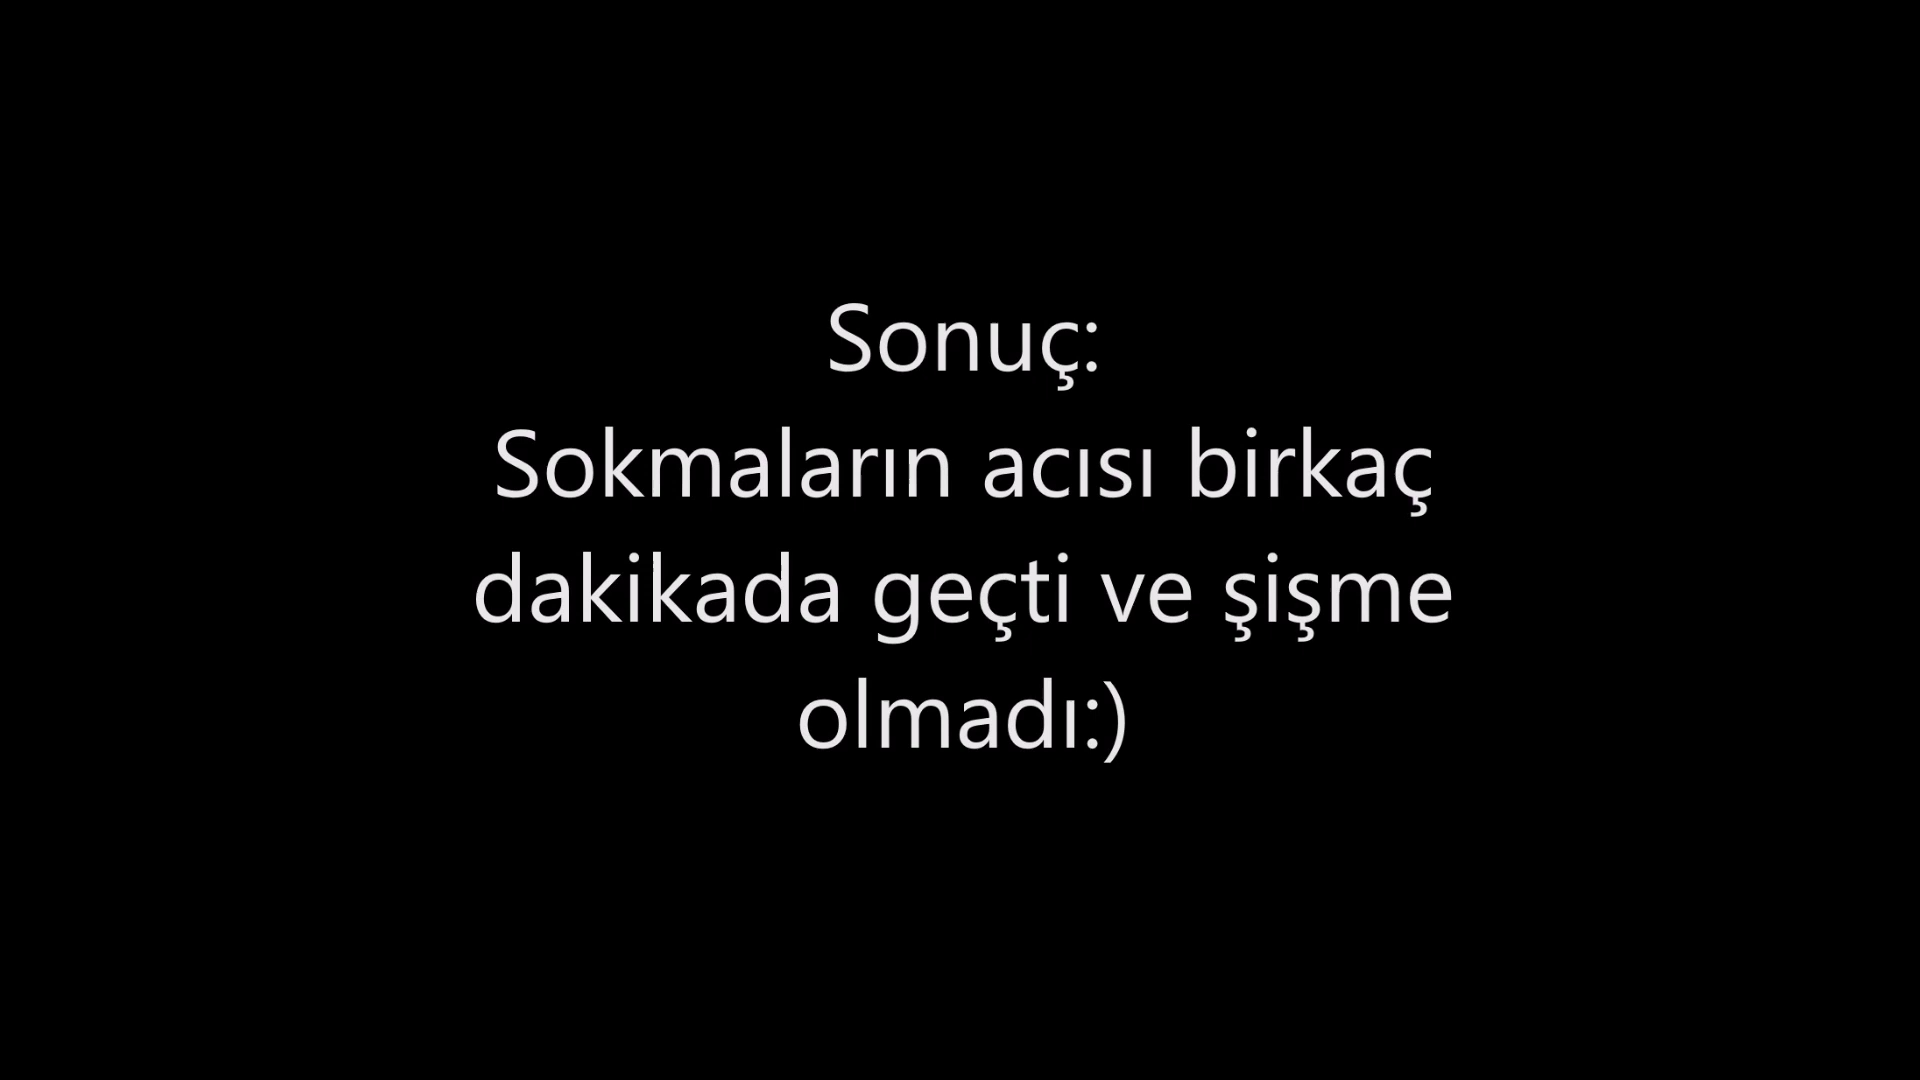 Sonuç:
Sokmaların acısı birkaç
dakikada geçti ve şişme
olmadı:)